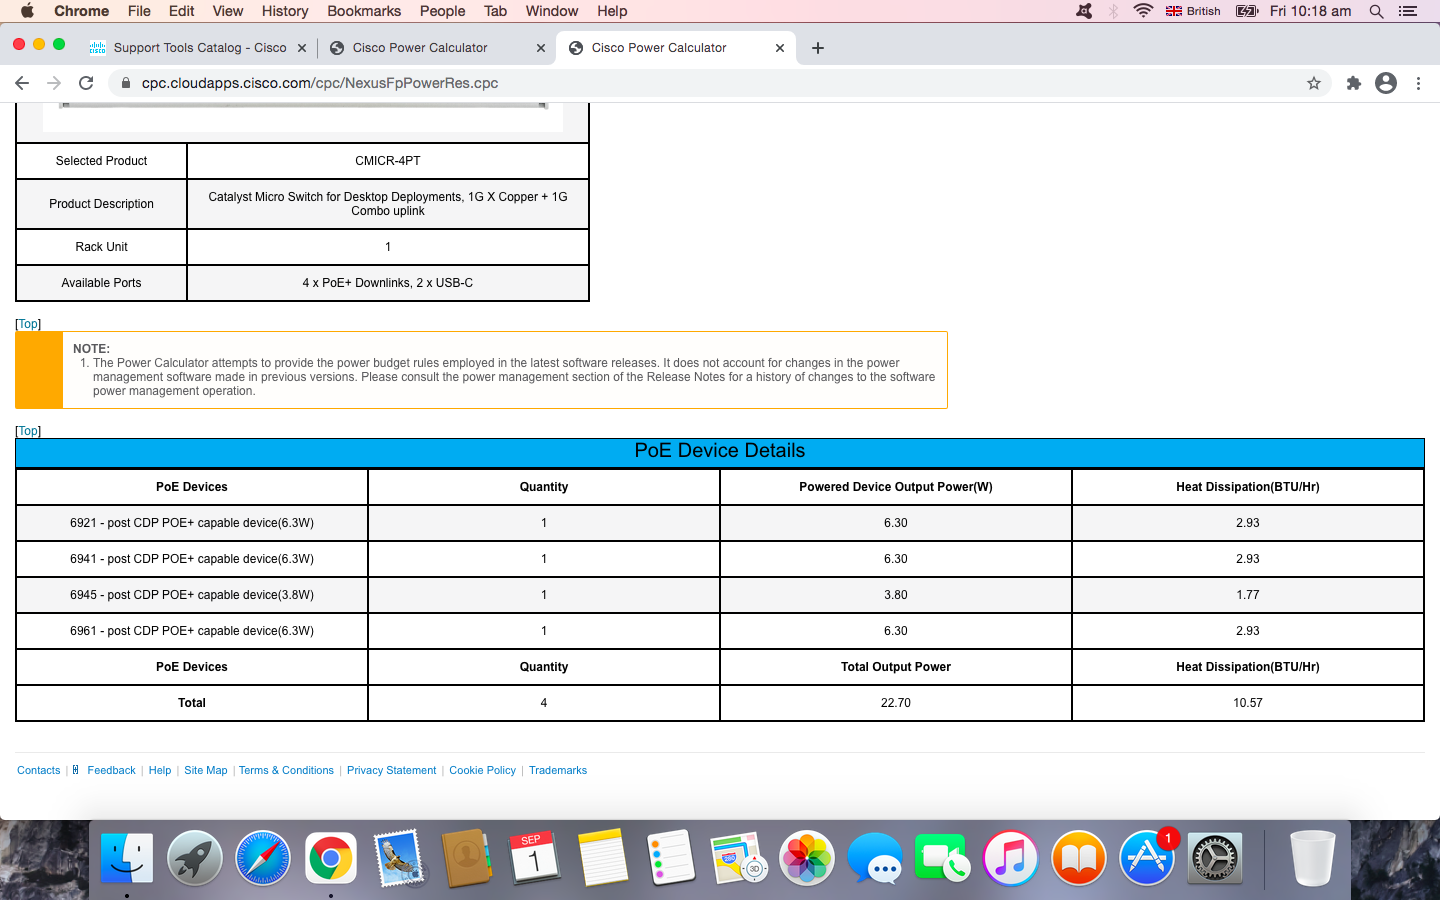 Chrome File Edit View History Bookmarks People Tab Window Help British Fri 10:18 am
Support Tools Catalog - Cisco Cisco Power Calculator Cisco Power Calculator
cpc.cloudapps.cisco.com/cpc/NexusFpPowerRes.cpc
Selected Product CMICR-4PT
Product Description Catalyst Micro Switch for Desktop Deployments, 1G X Copper + 1G
Combo uplink
Rack Unit 1
Available Ports 4 x PoE+ Downlinks, 2 x USB-C
[Top]
NOTE:
1. The Power Calculator attempts to provide the power budget rules employed in the latest software releases. It does not account for changes in the power
management software made in previous versions. Please consult the power management section of the Release Notes for a history of changes to the software
power management operation.
[Top]
PoE Device Details
PoE Devices Quantity Powered Device Output Power(W) Heat Dissipation(BTU/Hr)
6921 - post CDP POE+ capable device(6.3W) 1 6.30 2.93
6941 - post CDP POE+ capable device(6.3W) 1 6.30 2.93
6945 - post CDP POE+ capable device(3.8W) 1 3.80 1.77
6961 - post CDP POE+ capable device(6.3W) 1 6.30 2.93
PoE Devices Quantity Total Output Power Heat Dissipation(BTU/Hr)
Total 4 22.70 10.57
Contacts | Feedback | Help | Site Map | Terms & Conditions | Privacy Statement | Cookie Policy | Trademarks
SEP
1
280
3D
1